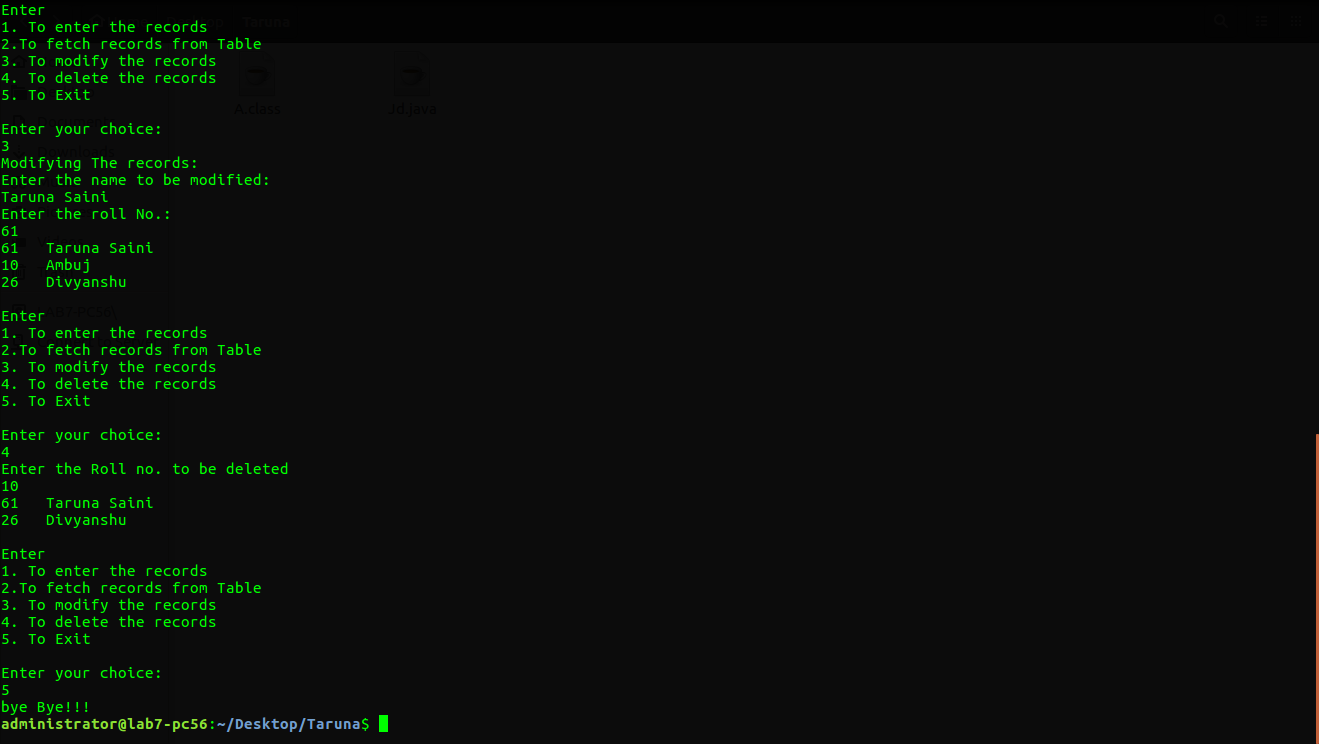 Enter
Taruna
1. To enter the records
2.To fetch records from Table
3. To modify the records
4. To delete the records
5. To Exit
A.class
Jd.java
Enter your choice:
3
Modifying The records:
Enter the name to be modified:
Taruna Saini
Enter the roll No.:
61
61   Taruna Saini
10   Ambuj
26   Divyanshu
Enter
1. To enter the records
2.To fetch records from Table
3. To modify the records
4. To delete the records
5. To Exit
Enter your choice:
4
Enter the Roll no. to be deleted
10
61   Taruna Saini
26   Divyanshu
Enter
1. To enter the records
2.To fetch records from Table
3. To modify the records
4. To delete the records
5. To Exit
Enter your choice:
5
bye Bye!!!
administrator@lab7-pc56:~/Desktop/Taruna$